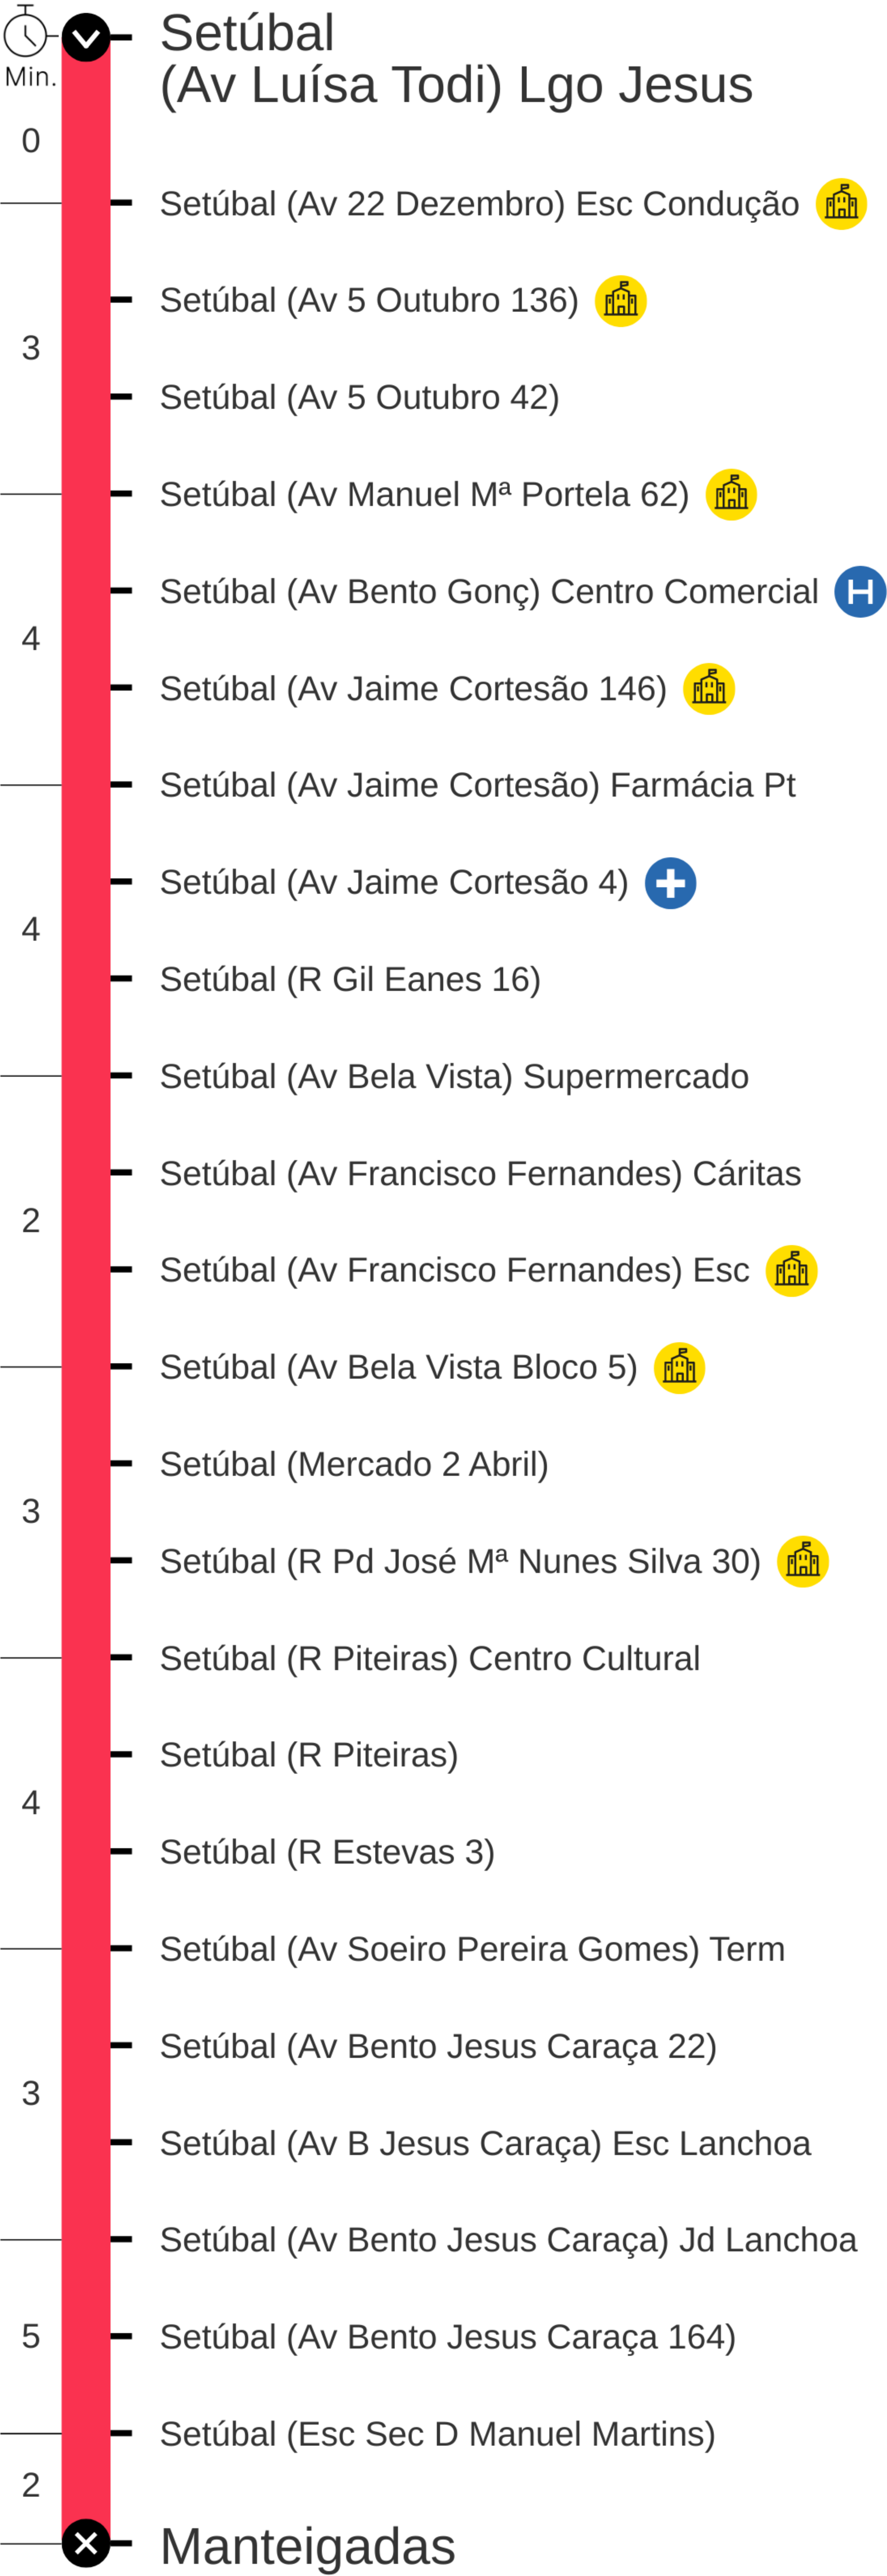 Setúbal
(Av Luísa Todi) Lgo Jesus
Min.
0
Setúbal (Av 22 Dezembro) Esc Condução
Setúbal (Av 5 Outubro 136)
3
Setúbal (Av 5 Outubro 42)
Setúbal (Av Manuel Mª Portela 62)
Setúbal (Av Bento Gonç) Centro Comercial H
4
Setúbal (Av Jaime Cortesão 146)
Setúbal (Av Jaime Cortesão) Farmácia Pt
Setúbal (Av Jaime Cortesão 4)
4
Setúbal (R Gil Eanes 16)
Setúbal (Av Bela Vista) Supermercado
Setúbal (Av Francisco Fernandes) Cáritas
2
Setúbal (Av Francisco Fernandes) Esc
Setúbal (Av Bela Vista Bloco 5)
Setúbal (Mercado 2 Abril)
3
Setúbal (R Pd José Mª Nunes Silva 30)
Setúbal (R Piteiras) Centro Cultural
Setúbal (R Piteiras)
4
Setúbal (R Estevas 3)
Setúbal (Av Soeiro Pereira Gomes) Term
Setúbal (Av Bento Jesus Caraça 22)
3
Setúbal (Av B Jesus Caraça) Esc Lanchoa
Setúbal (Av Bento Jesus Caraça) Jd Lanchoa
5
Setúbal (Av Bento Jesus Caraça 164)
Setúbal (Esc Sec D Manuel Martins)
2
Manteigadas